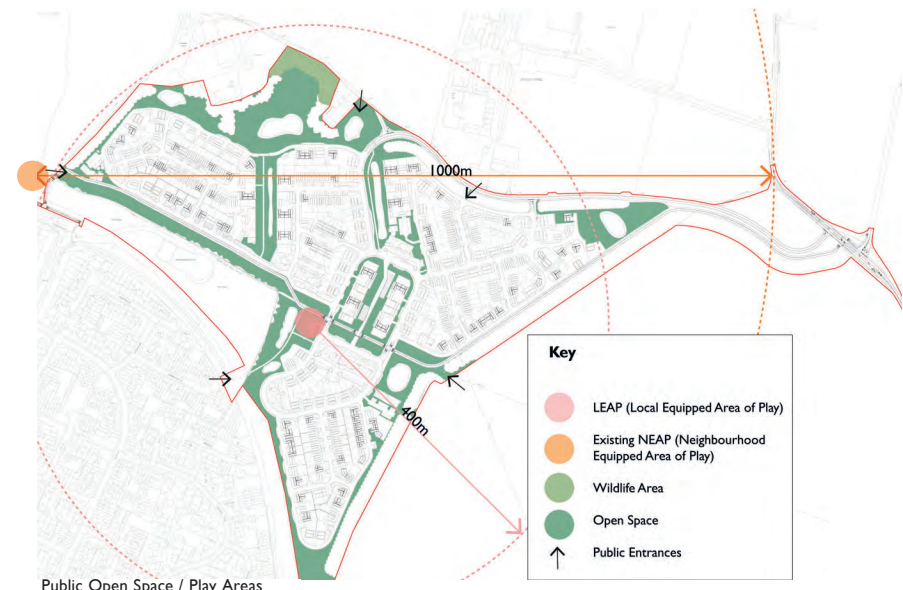 1000m
400m
Key
LEAP (Local Equipped Area of Play)
Existing NEAP (Neighbourhood
Equipped Area of Play)
Wildlife Area
Open Space
Public Entrances
Public Open Space / Play Areas